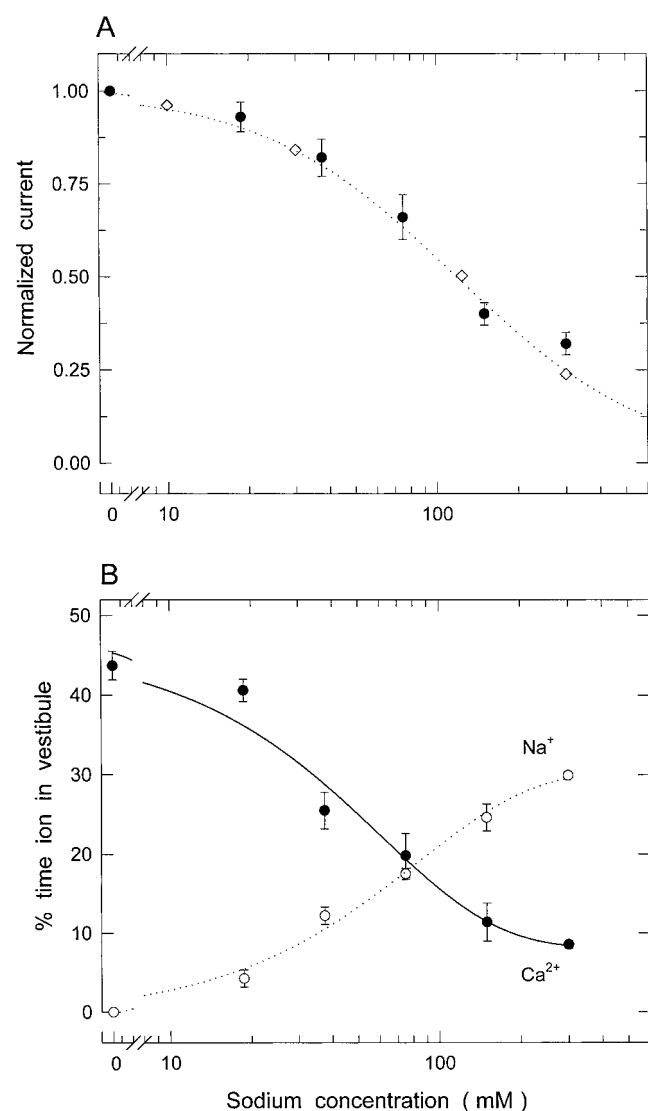 A
1.00
0.75
0.50
0.25
0.00
Normalized current
0 10 100
B
50
40
30
20
10
0
% time ion in vestibule
Na+
Ca2+
0 10 100
Sodium concentration ( mM )